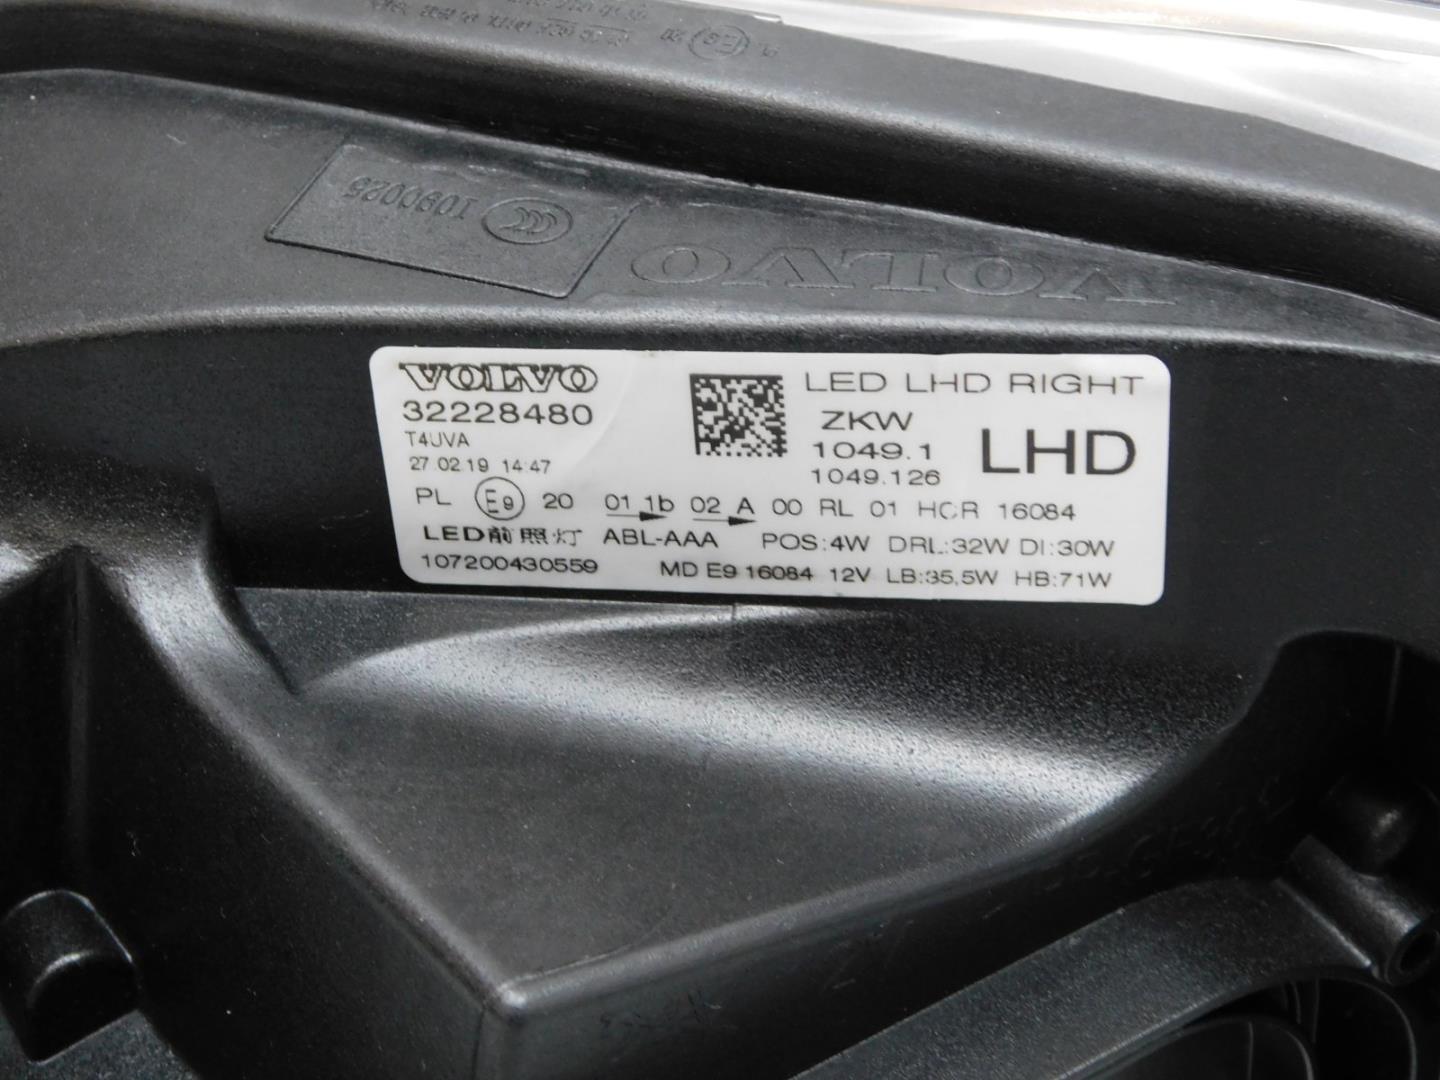 CCC 1090025
VOLVO
VOLVO
32228480
T4UVA
27.02.19 14:47
LED LHD RIGHT
ZKW
1049.1
1049.126
LHD
PL E9 20 01 1b 02 A 00 RL 01 HCR 16084
LED前照灯 ABL-AAA POS:4W DRL:32W DI:30W
107200430559 MD E9 16084 12V LB:35,5W HB:71W